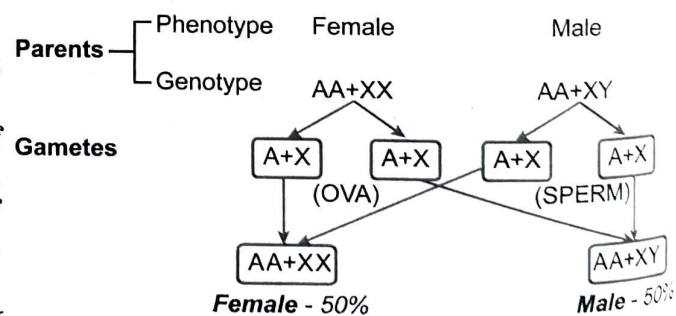 Phenotype Female Male
Parents
Genotype AA+XX AA+XY
Gametes A+X A+X A+X A+X
(OVA) (SPERM)
AA+XX AA+XY
Female - 50% Male - 50%